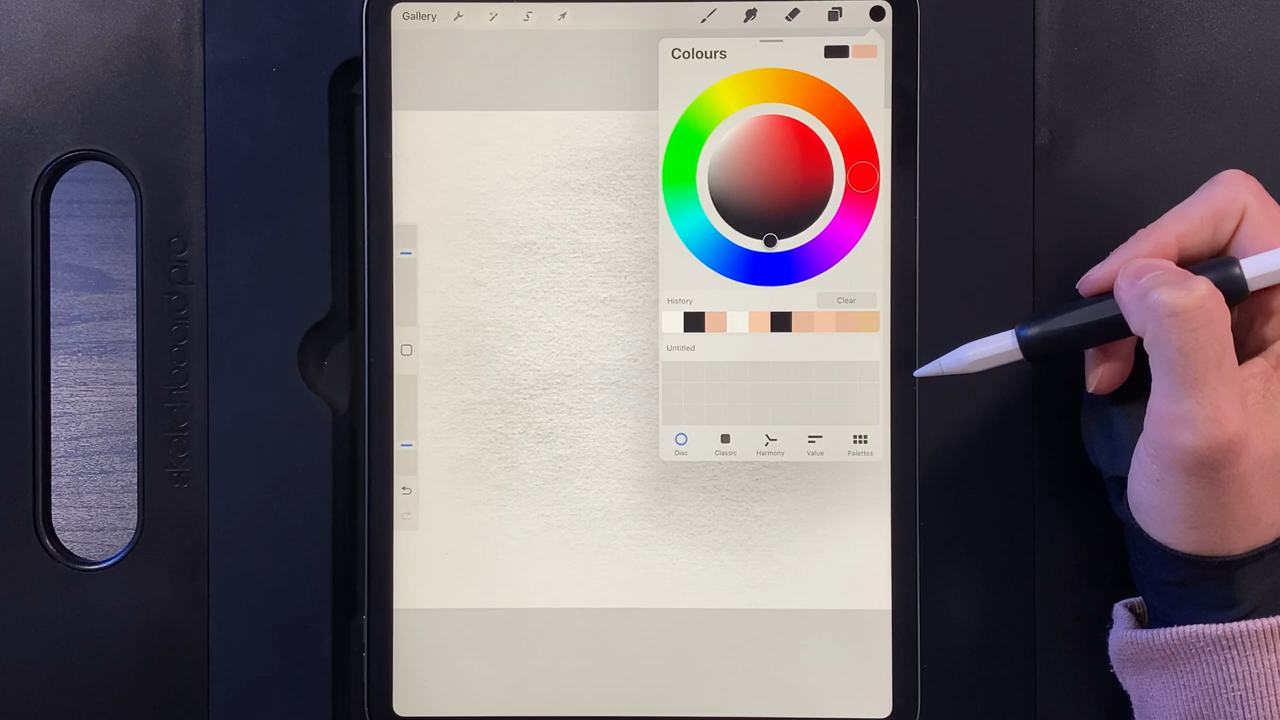 Gallery
Colours
History
Clear
Untitled
Disc
Classic
Harmony
Value
Palettes
sketchboard pro